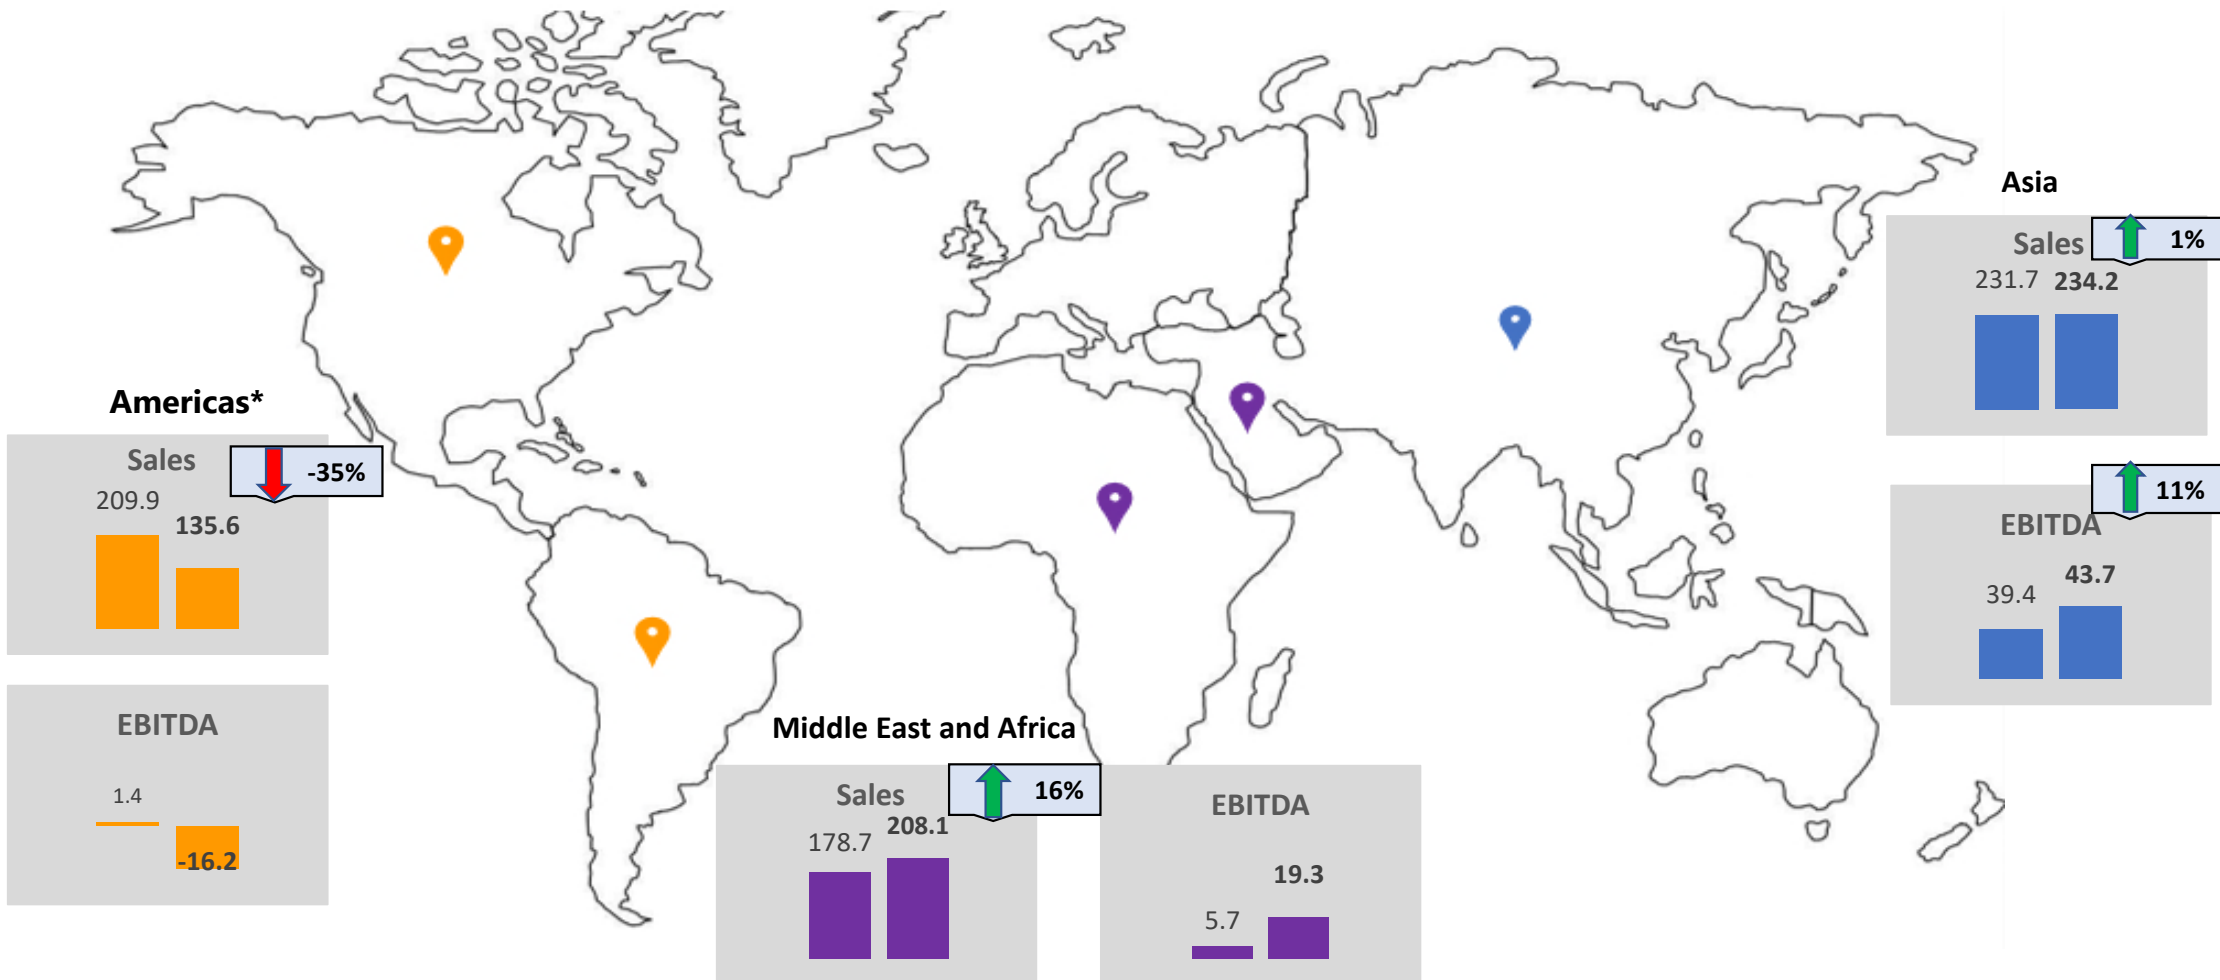 Americas*
Sales
-35%
209.9
135.6
EBITDA
1.4
-16.2
Middle East and Africa
Sales
16%
178.7
208.1
EBITDA
5.7
19.3
Asia
Sales
1%
231.7
234.2
11%
EBITDA
39.4
43.7